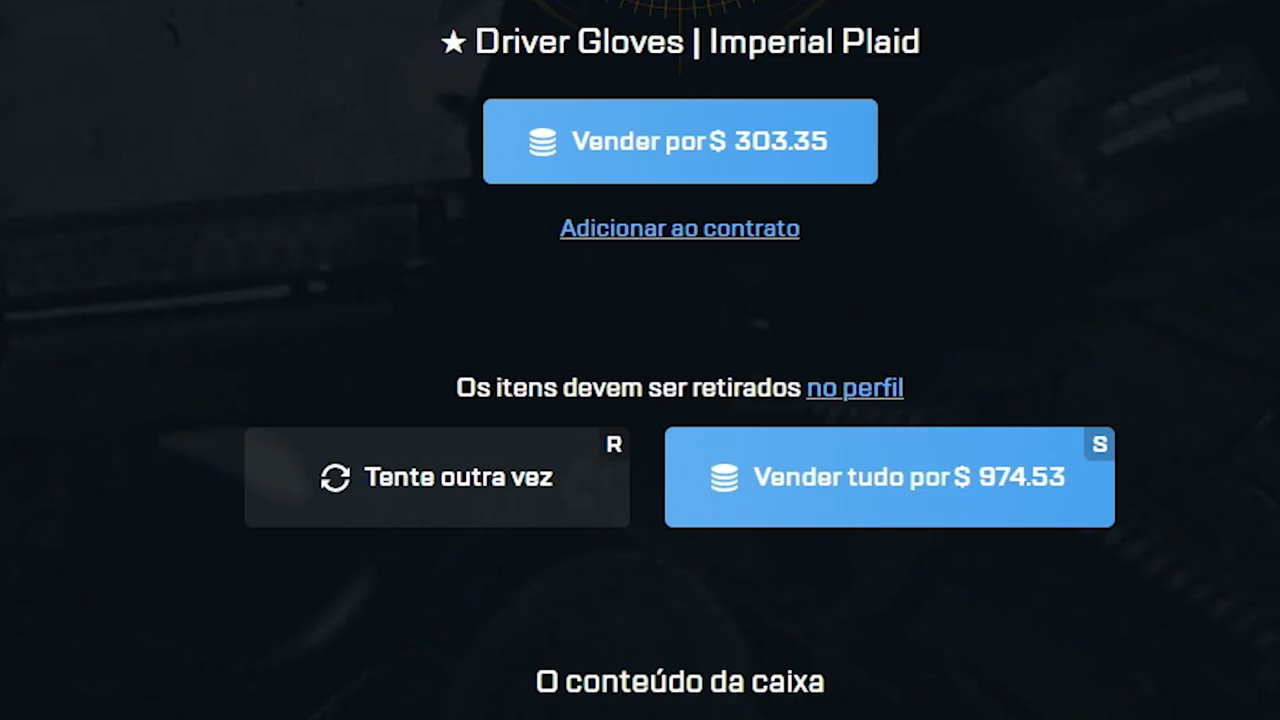 ★ Driver Gloves | Imperial Plaid
Vender por $ 303.35
Adicionar ao contrato
Os itens devem ser retirados no perfil
R
Tente outra vez
S
Vender tudo por $ 974.53
O conteúdo da caixa